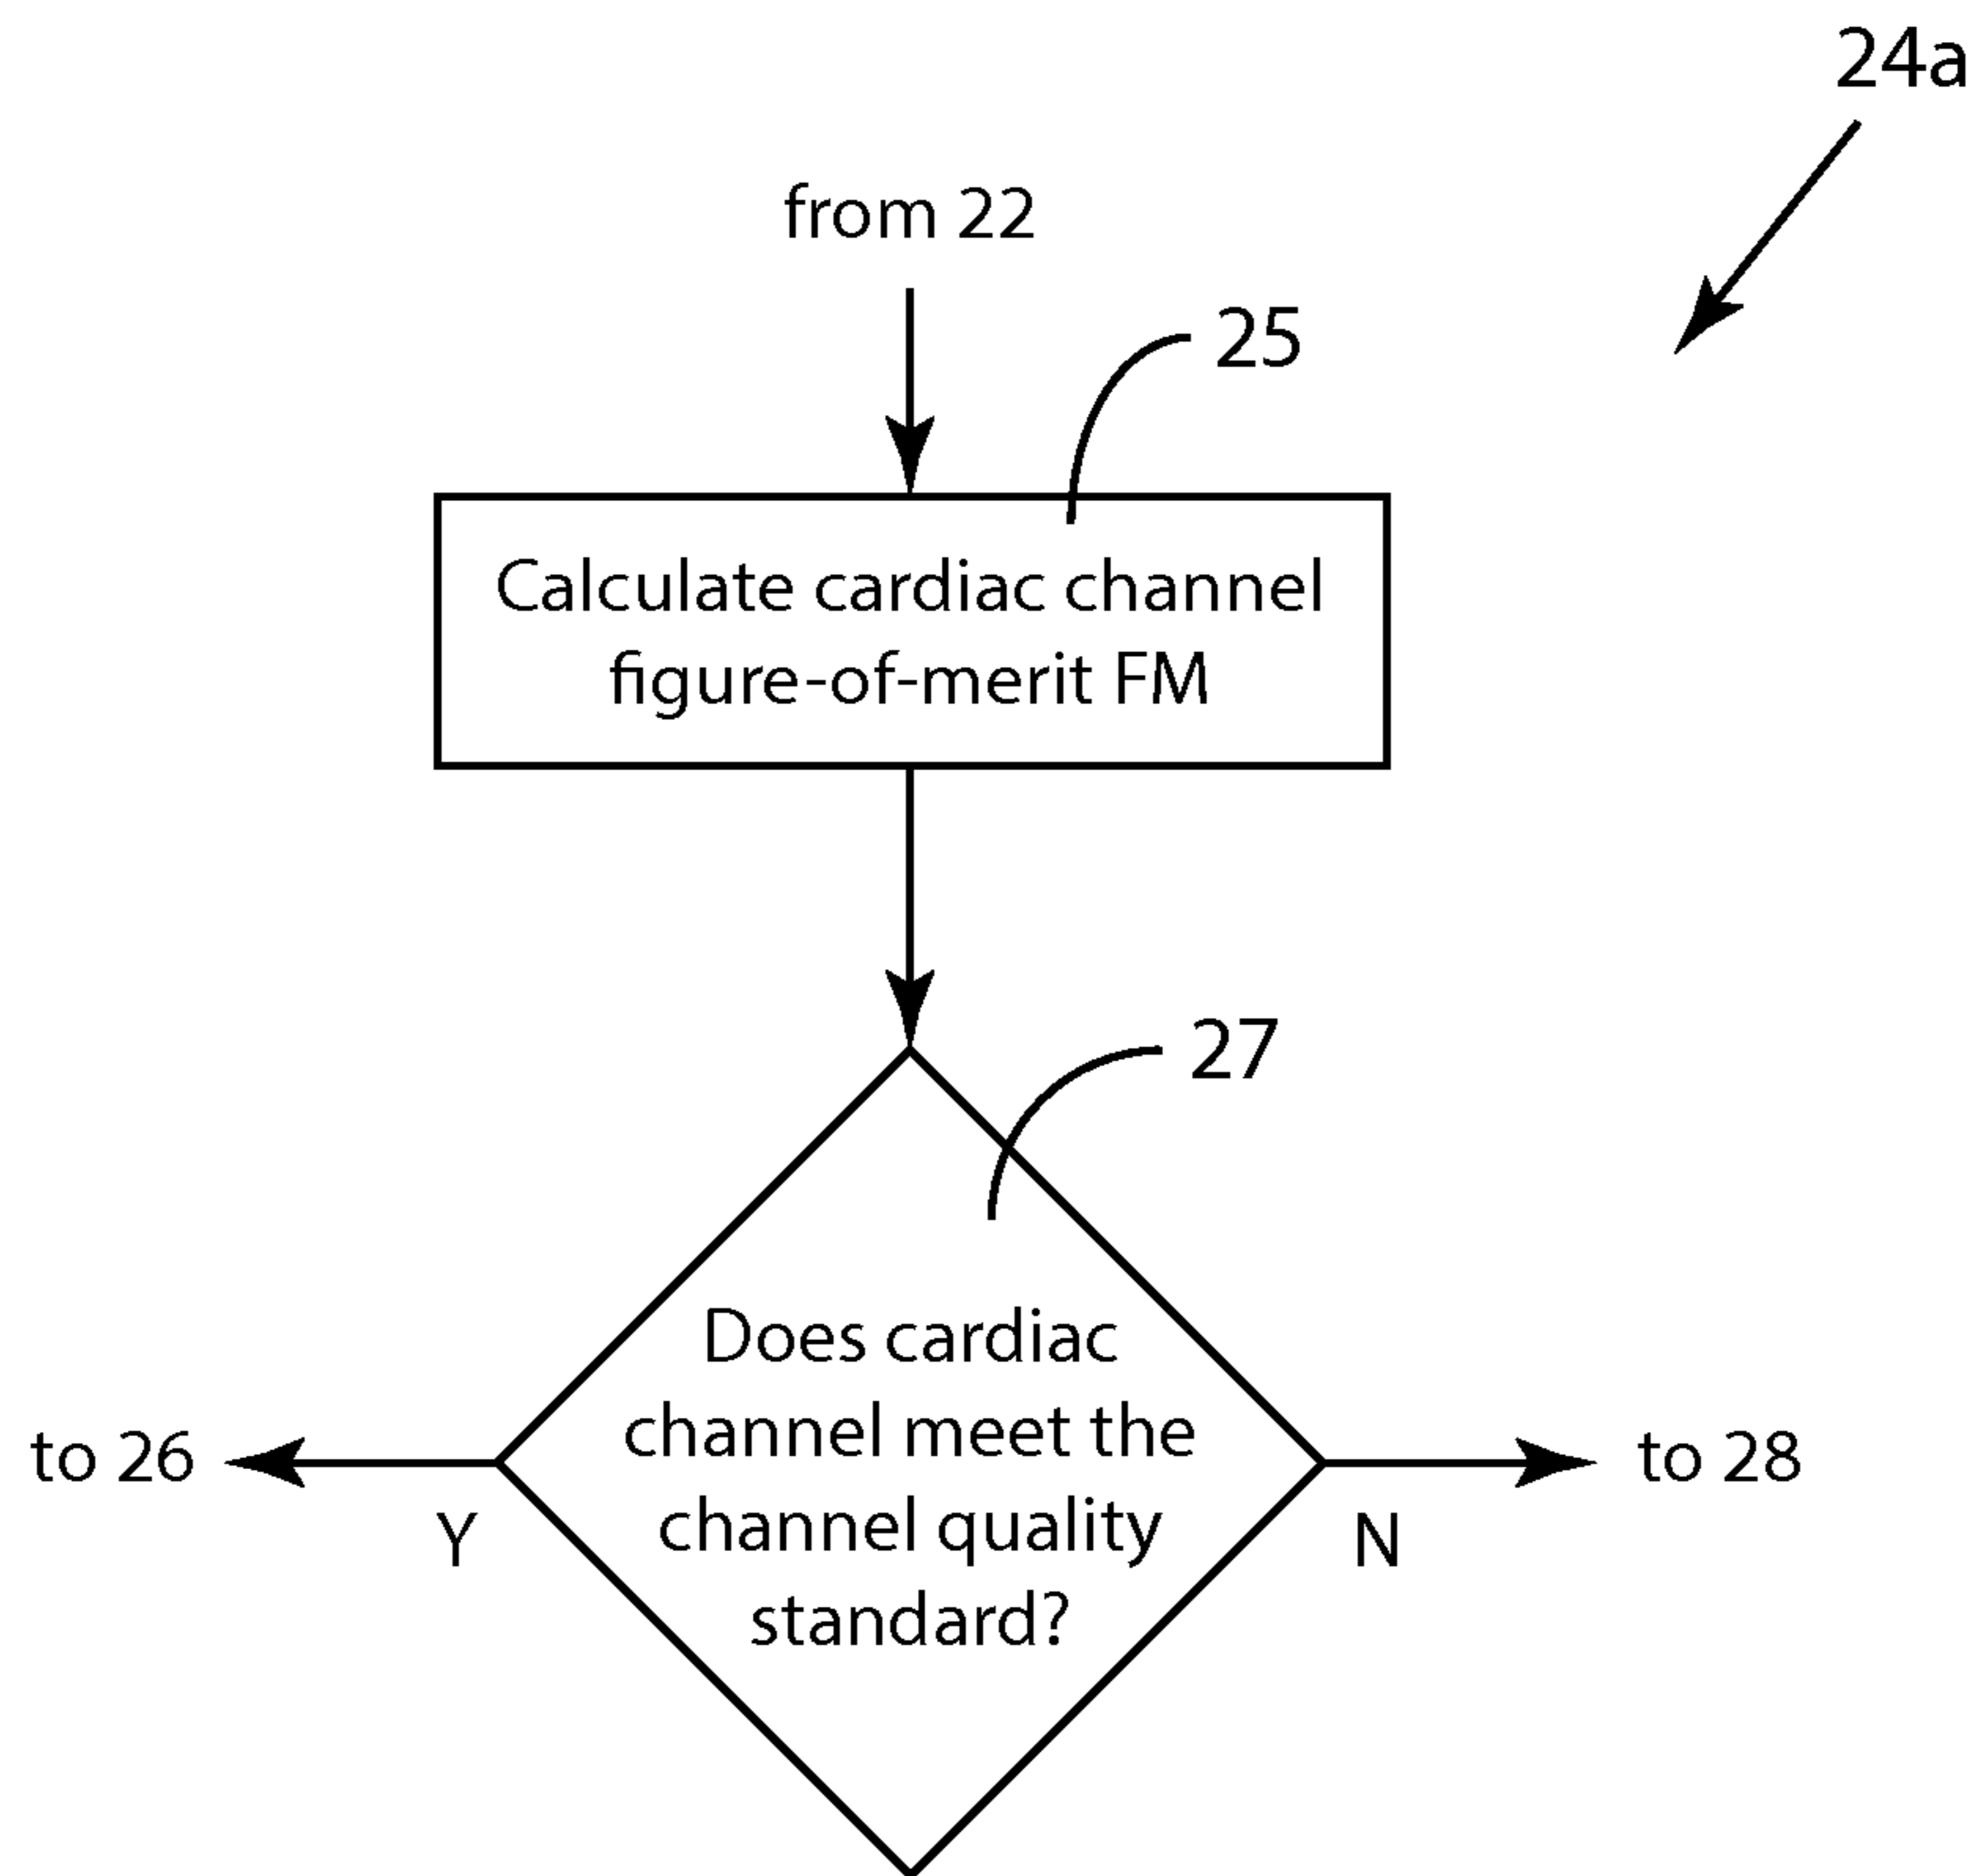 24a
from 22
25
Calculate cardiac channel
figure-of-merit FM
27
Does cardiac
channel meet the
channel quality
standard?
to 26
Y
N
to 28